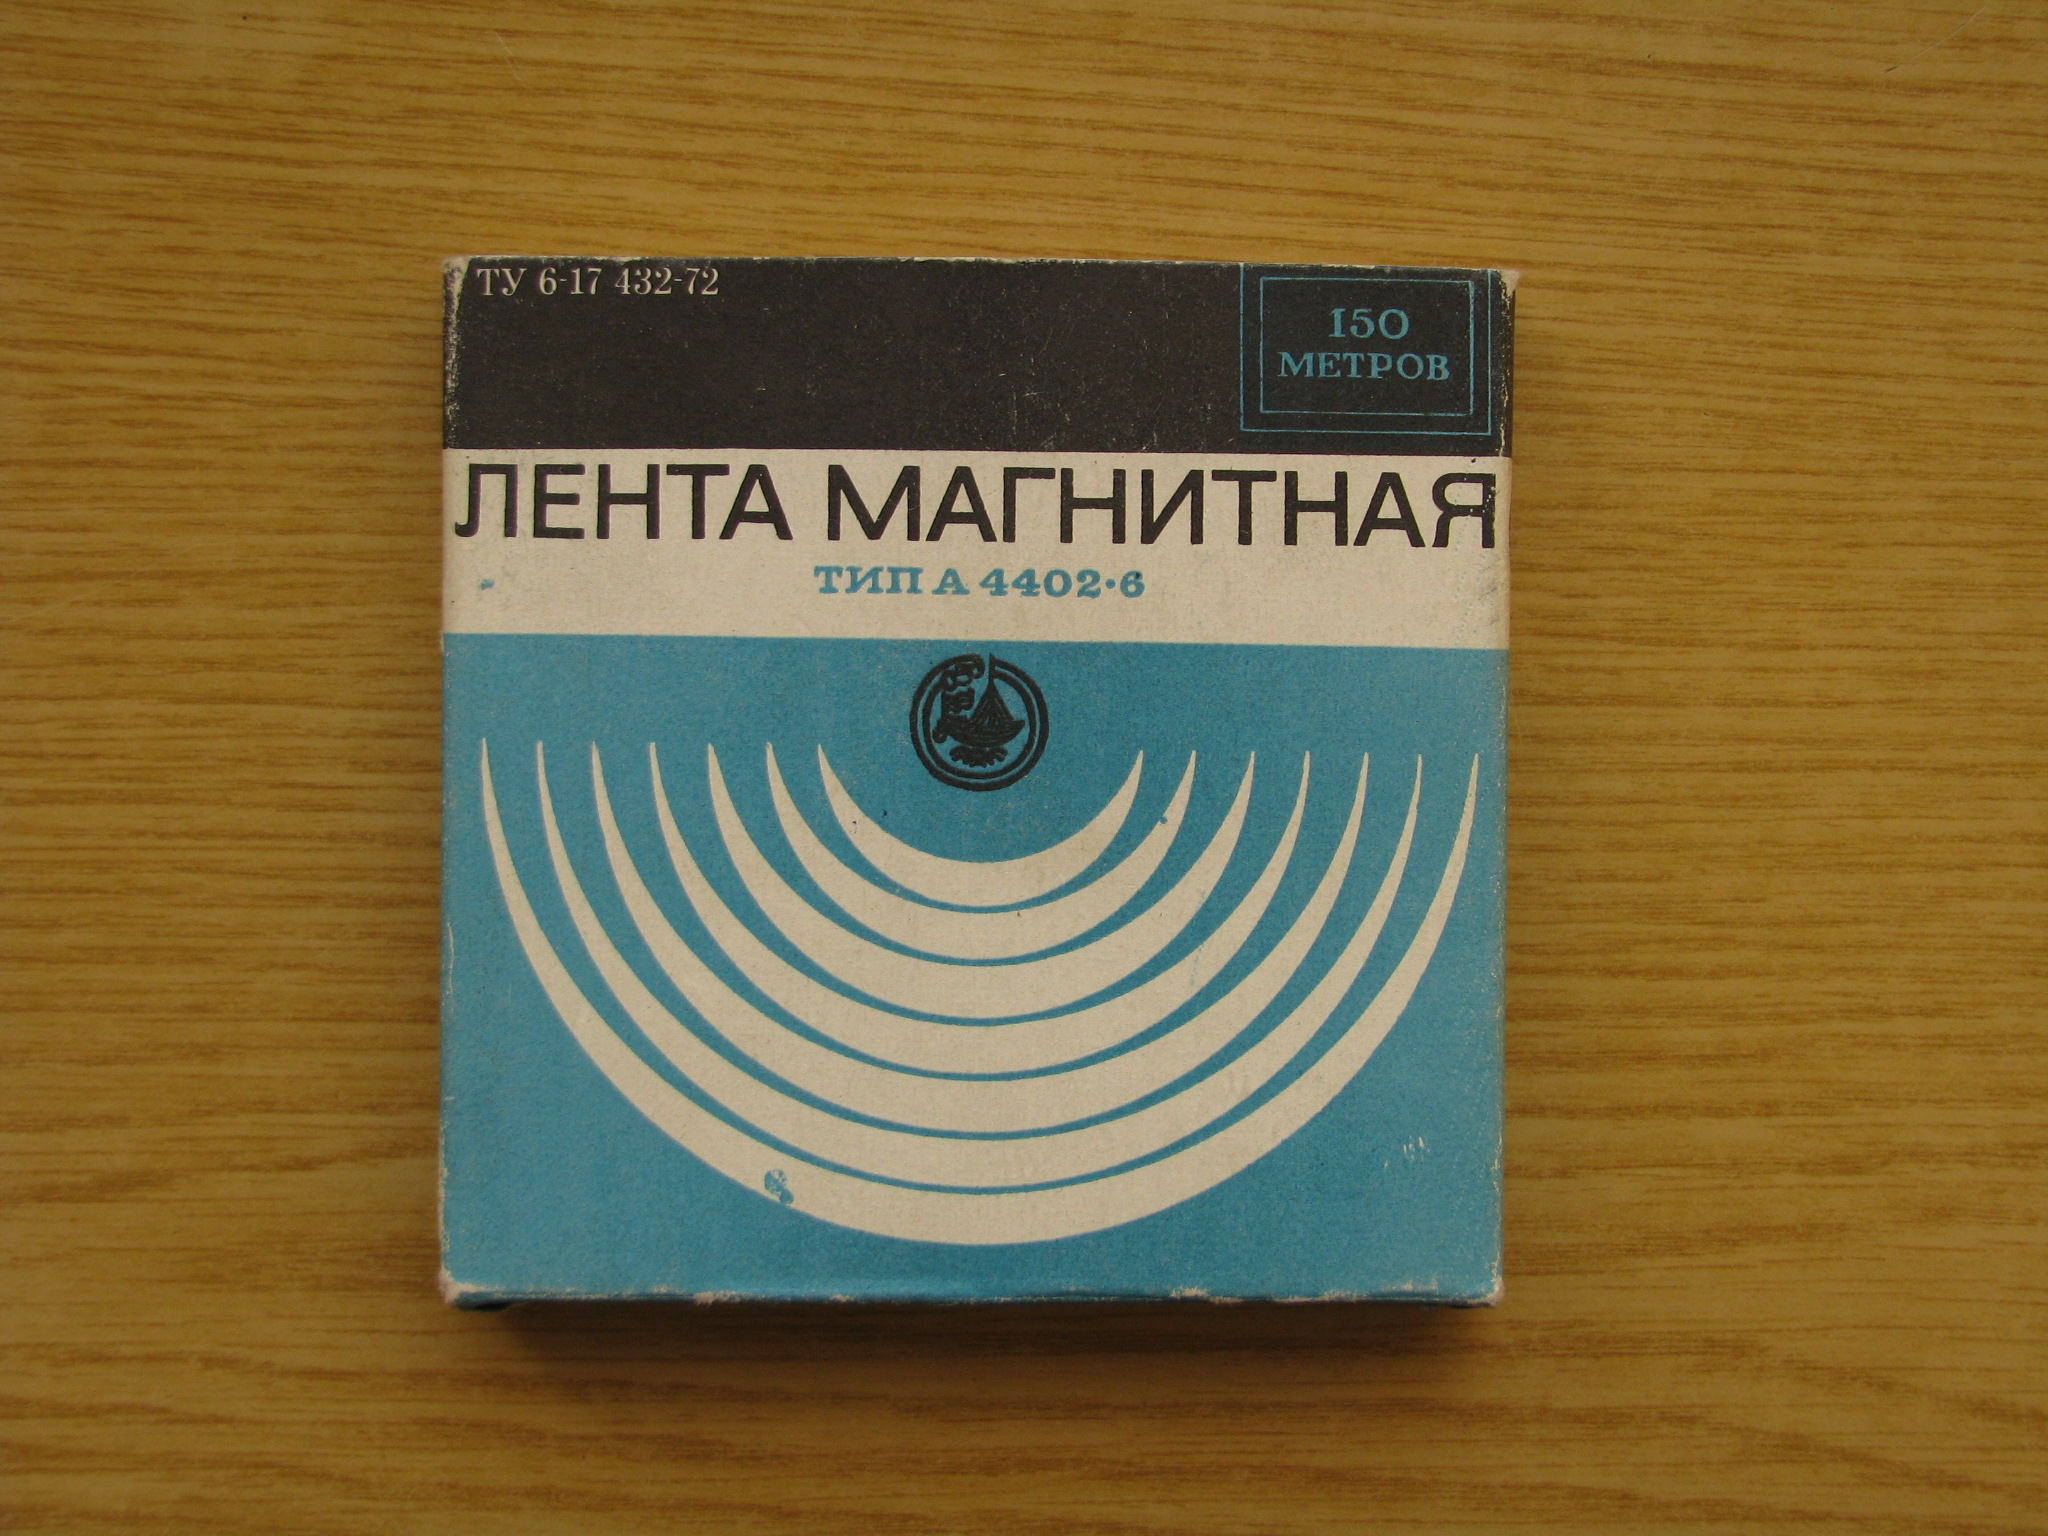 ТУ 6-17 432-72
150
МЕТРОВ
ЛЕНТА МАГНИТНАЯ
ТИП А 4402·6